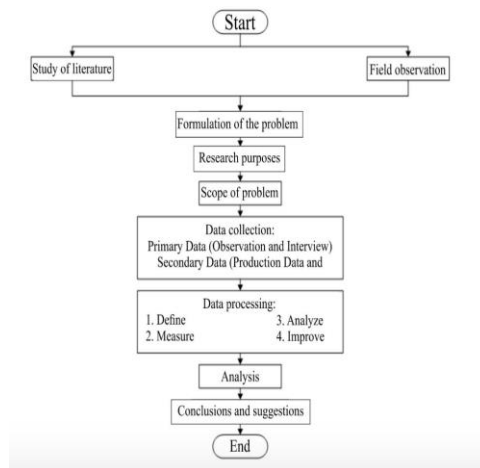 Start
Study of literature
Field observation
Formulation of the problem
Research purposes
Scope of problem
Data collection:
Primary Data (Observation and Interview)
Secondary Data (Production Data and
Data processing:
1. Define
3. Analyze
2. Measure
4. Improve
Analysis
Conclusions and suggestions
End